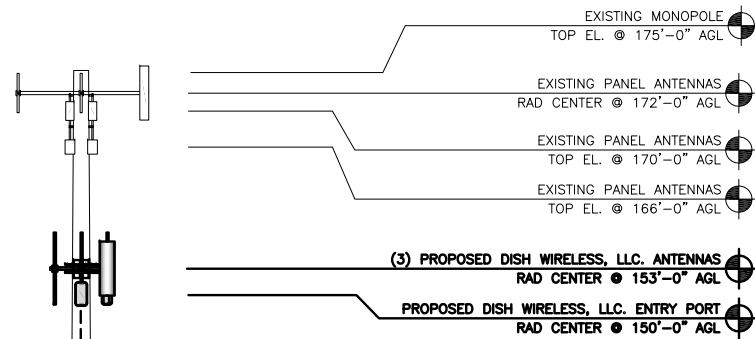 EXISTING MONOPOLE
TOP EL. @ 175'-0" AGL
EXISTING PANEL ANTENNAS
RAD CENTER @ 172'-0" AGL
EXISTING PANEL ANTENNAS
TOP EL. @ 170'-0" AGL
EXISTING PANEL ANTENNAS
TOP EL. @ 166'-0" AGL
(3) PROPOSED DISH WIRELESS, LLC. ANTENNAS
RAD CENTER @ 153'-0" AGL
PROPOSED DISH WIRELESS, LLC. ENTRY PORT
RAD CENTER @ 150'-0" AGL